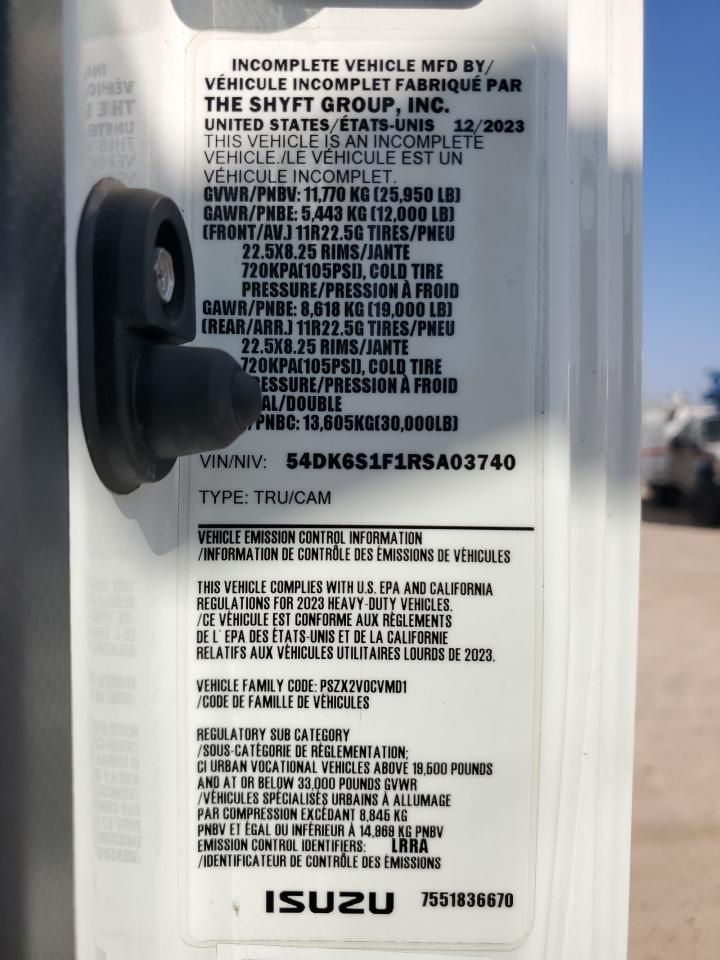 INCOMPLETE VEHICLE MFD BY/
VÉHICULE INCOMPLET FABRIQUÉ PAR
THE SHYFT GROUP, INC.
UNITED STATES/ÉTATS-UNIS 12/2023
THIS VEHICLE IS AN INCOMPLETE
VEHICLE./LE VÉHICULE EST UN
VÉHICULE INCOMPLET.
GVWR/PNBV: 11,770 KG (25,950 LB)
GAWR/PNBE: 5,443 KG (12,000 LB)
(FRONT/AV.) 11R22.5G TIRES/PNEU
22.5X8.25 RIMS/JANTE
720KPA(105PSI), COLD TIRE
PRESSURE/PRESSION À FROID
GAWR/PNBE: 8,618 KG (19,000 LB)
(REAR/ARR.) 11R22.5G TIRES/PNEU
22.5X8.25 RIMS/JANTE
720KPA(105PSI), COLD TIRE
ESSURE/PRESSION À FROID
AL/DOUBLE
/PNBC: 13,605KG(30,000LB)
VIN/NIV: 54DK6S1F1RSA03740
TYPE: TRU/CAM
VEHICLE EMISSION CONTROL INFORMATION
/INFORMATION DE CONTRÔLE DES ÉMISSIONS DE VÉHICULES
THIS VEHICLE COMPLIES WITH U.S. EPA AND CALIFORNIA
REGULATIONS FOR 2023 HEAVY-DUTY VEHICLES.
/CE VÉHICULE EST CONFORME AUX RÈGLEMENTS
DE L' EPA DES ÉTATS-UNIS ET DE LA CALIFORNIE
RELATIFS AUX VÉHICULES UTILITAIRES LOURDS DE 2023.
VEHICLE FAMILY CODE: PSZX2VOCVMD1
/CODE DE FAMILLE DE VÉHICULES
REGULATORY SUB CATEGORY
/SOUS-CATÉGORIE DE RÉGLEMENTATION;
CI URBAN VOCATIONAL VEHICLES ABOVE 19,500 POUNDS
AND AT OR BELOW 33,000 POUNDS GVWR
/VÉHICULES SPÉCIALISÉS URBAINS À ALLUMAGE
PAR COMPRESSION EXCÉDANT 8,845 KG
PNBV ET ÉGAL OU INFÉRIEUR À 14,968 KG PNBV
EMISSION CONTROL IDENTIFIERS: LRRA
/IDENTIFICATEUR DE CONTRÔLE DES ÉMISSIONS
ISUZU 7551836670